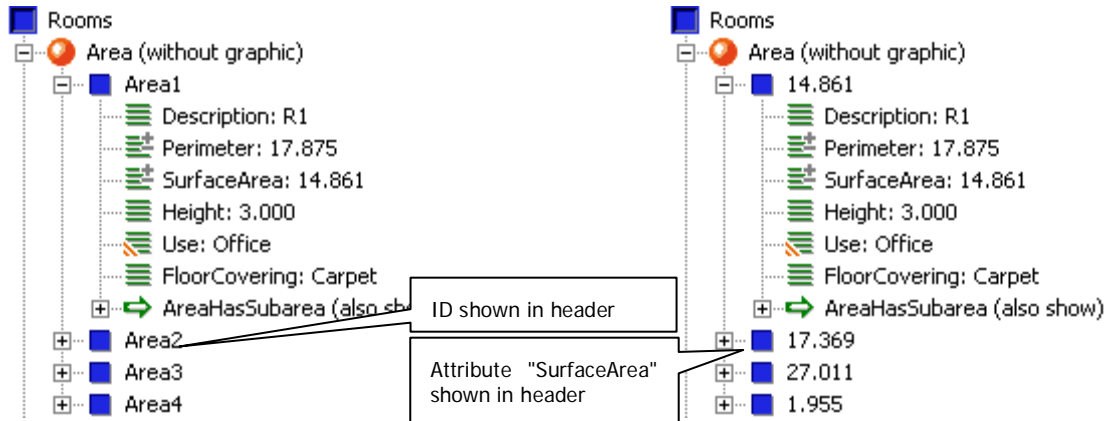 Rooms
Area (without graphic)
Area1
Description: R1
Perimeter: 17.875
SurfaceArea: 14.861
Height: 3.000
Use: Office
FloorCovering: Carpet
AreaHasSubarea (also sh
Area2
Area3
Area4
ID shown in header
Attribute "SurfaceArea"
shown in header
Rooms
Area (without graphic)
14.861
Description: R1
Perimeter: 17.875
SurfaceArea: 14.861
Height: 3.000
Use: Office
FloorCovering: Carpet
AreaHasSubarea (also show)
17.369
27.011
1.955